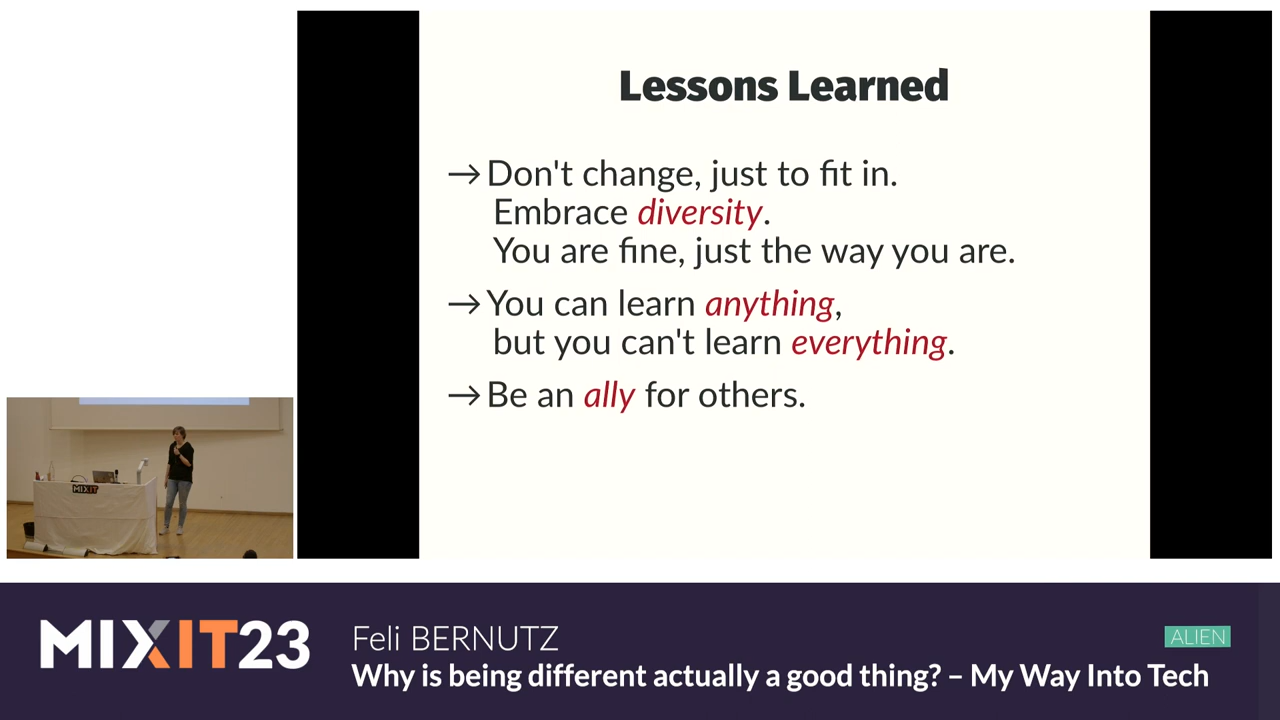 Lessons Learned
→ Don't change, just to fit in.
Embrace diversity.
You are fine, just the way you are.
→ You can learn anything,
but you can't learn everything.
→ Be an ally for others.
MIXIT
MIXIT23
Feli BERNUTZ
ALIEN
Why is being different actually a good thing? – My Way Into Tech